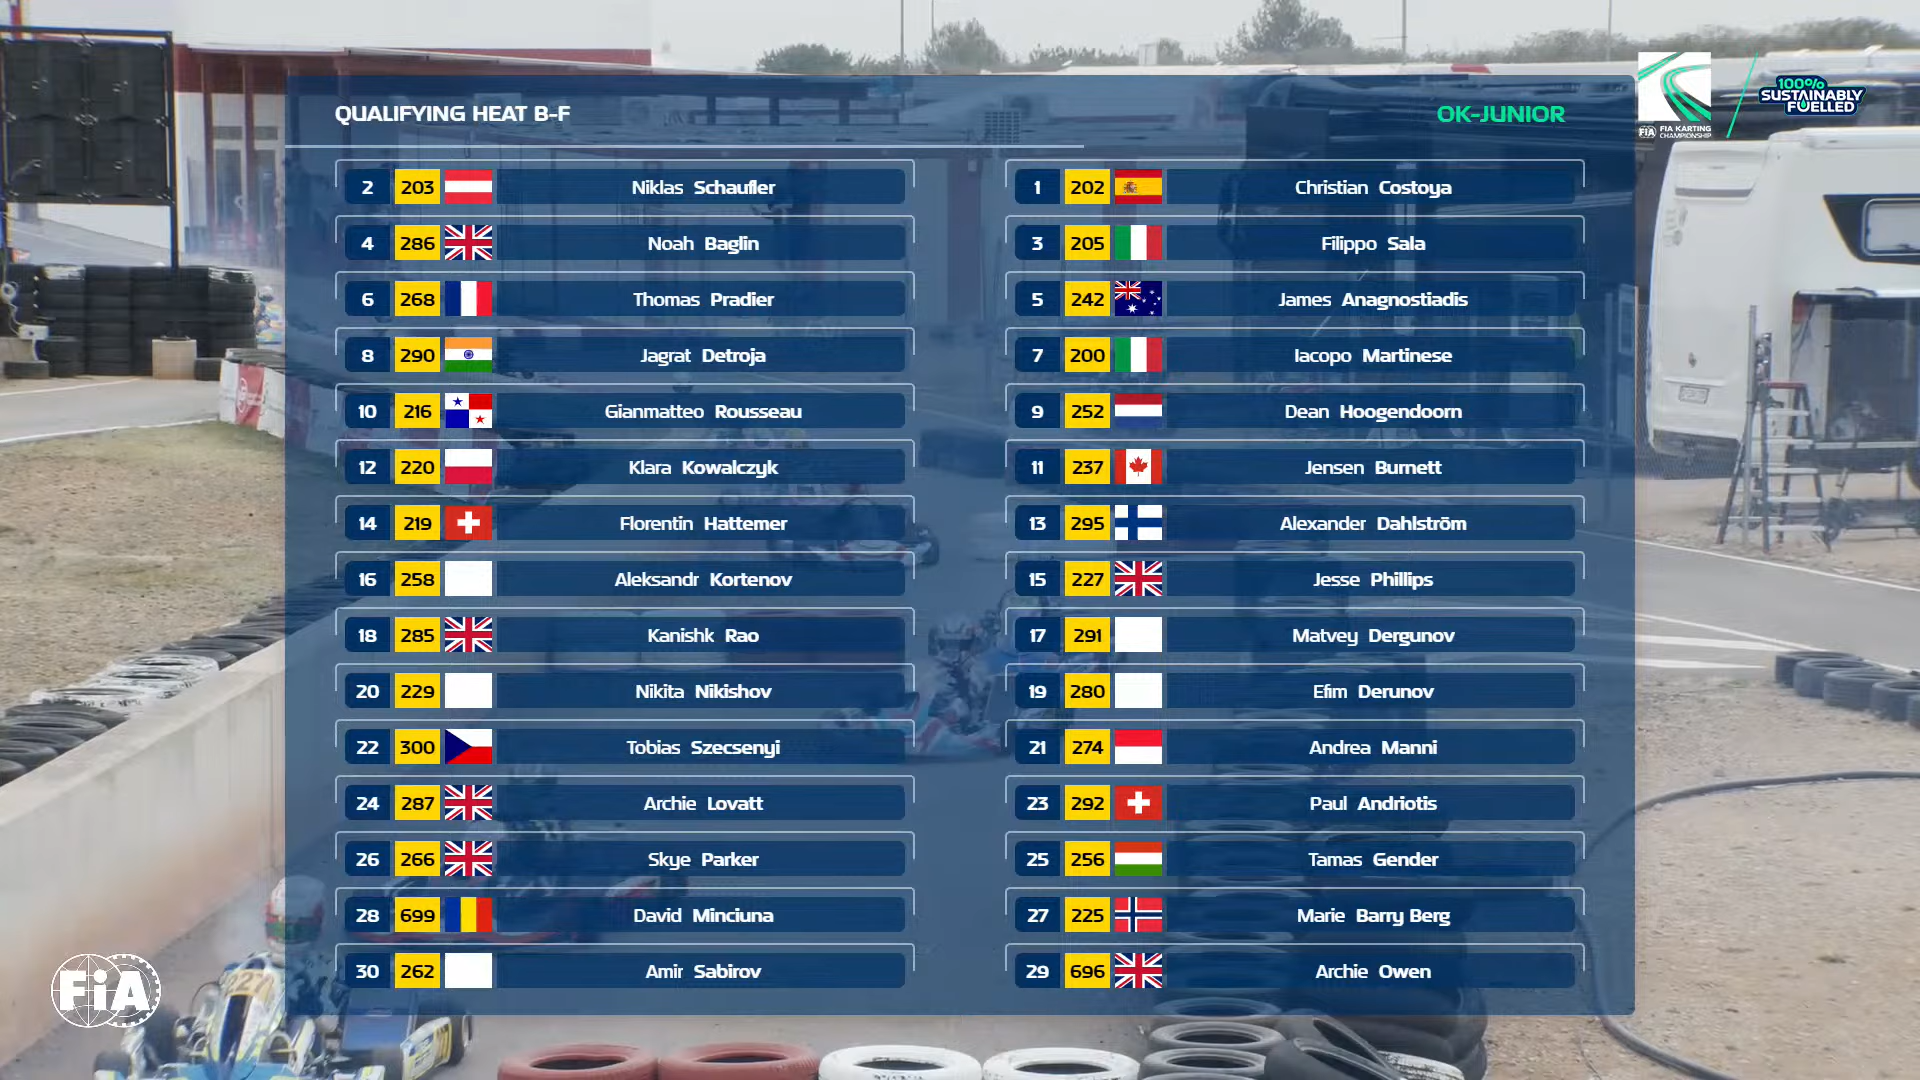 QUALIFYING HEAT B-F
OK-JUNIOR
100%
SUSTAINABLY
FUELLED
FIA FIA KARTING
CHAMPIONSHIP
2 203 Niklas Schaufler
1 202 Christian Costoya
4 286 Noah Baglin
3 205 Filippo Sala
6 268 Thomas Pradier
5 242 James Anagnostiadis
8 290 Jagrat Detroja
7 200 Iacopo Martinese
10 216 Gianmatteo Rousseau
9 252 Dean Hoogendoorn
12 220 Klara Kowalczyk
11 237 Jensen Burnett
14 219 Florentin Hattemer
13 295 Alexander Dahlström
16 258 Aleksandr Kortenov
15 227 Jesse Phillips
18 285 Kanishk Rao
17 291 Matvey Dergunov
20 229 Nikita Nikishov
19 280 Efim Derunov
22 300 Tobias Szecsenyi
21 274 Andrea Manni
24 287 Archie Lovatt
23 292 Paul Andriotis
26 266 Skye Parker
25 256 Tamas Gender
28 699 David Minciuna
27 225 Marie Barry Berg
30 262 Amir Sabirov
29 696 Archie Owen
FIA